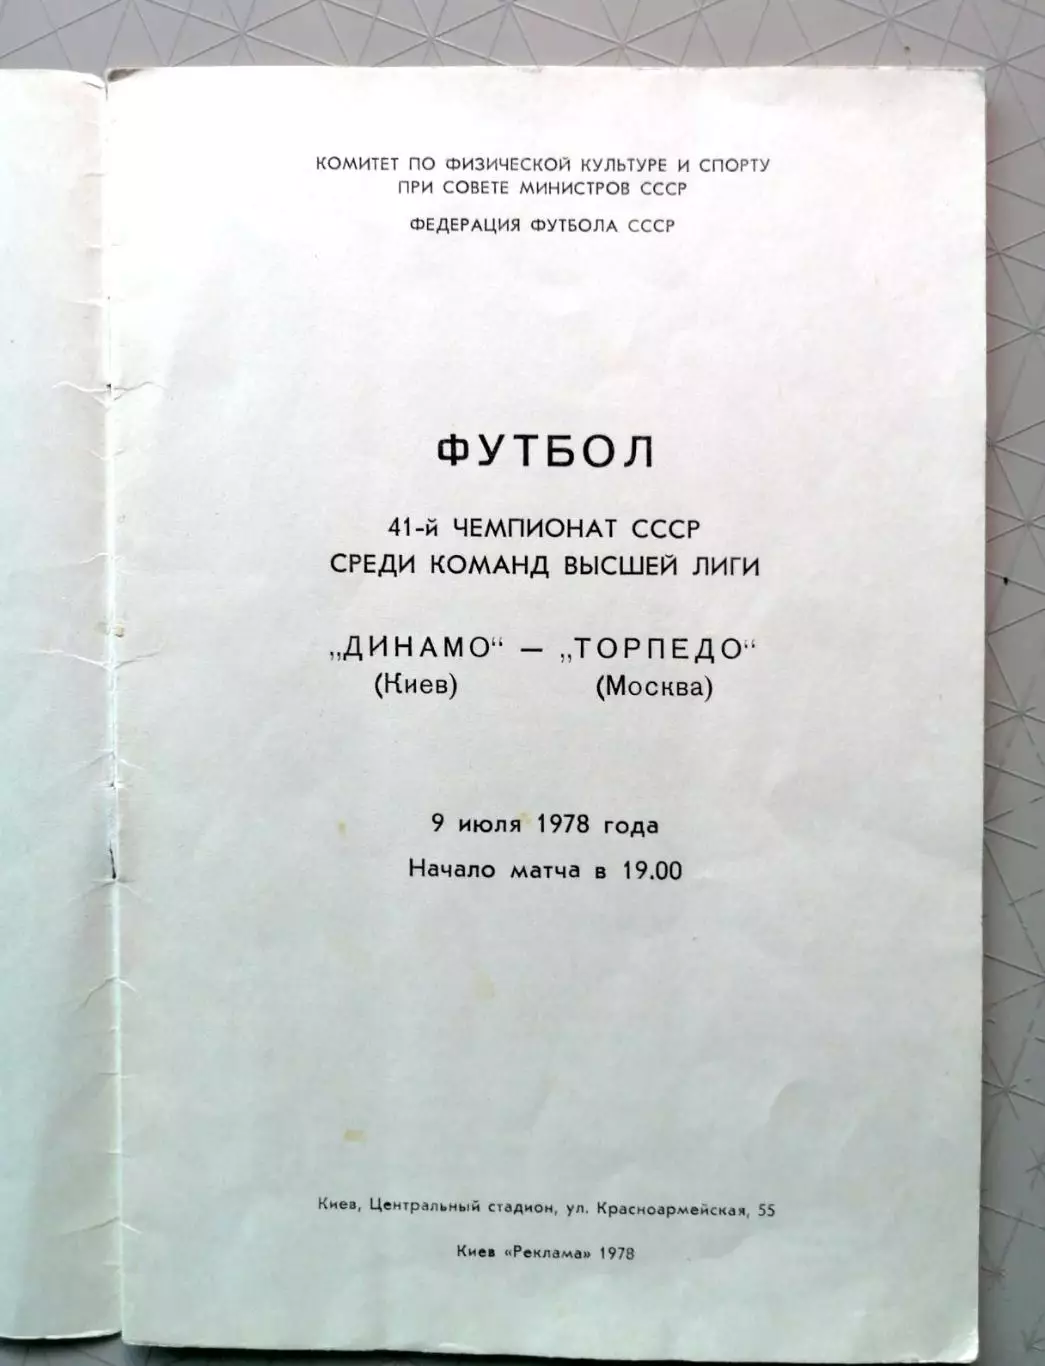 КОМИТЕТ ПО ФИЗИЧЕСКОЙ КУЛЬТУРЕ И СПОРТУ
ПРИ СОВЕТЕ МИНИСТРОВ СССР
ФЕДЕРАЦИЯ ФУТБОЛА СССР
ФУТБОЛ
41-й ЧЕМПИОНАТ СССР
СРЕДИ КОМАНД ВЫСШЕЙ ЛИГИ
„ДИНАМО“ — „ТОРПЕДО“
(Киев) (Москва)
9 июля 1978 года
Начало матча в 19.00
Киев, Центральный стадион, ул. Красноармейская, 55
Киев «Реклама» 1978